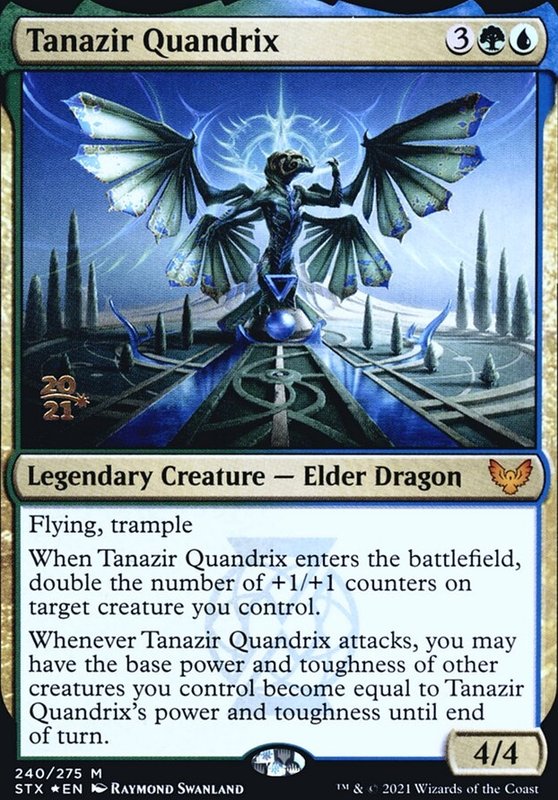 Tanazir Quandrix
3
20
21
Legendary Creature — Elder Dragon
Flying, trample
When Tanazir Quandrix enters the battlefield,
double the number of +1/+1 counters on
target creature you control.
Whenever Tanazir Quandrix attacks, you may
have the base power and toughness of other
creatures you control become equal to Tanazir
Quandrix's power and toughness until end
of turn.
4/4
240/275 M
STX ★ EN RAYMOND SWANLAND
™ & © 2021 Wizards of the Coast